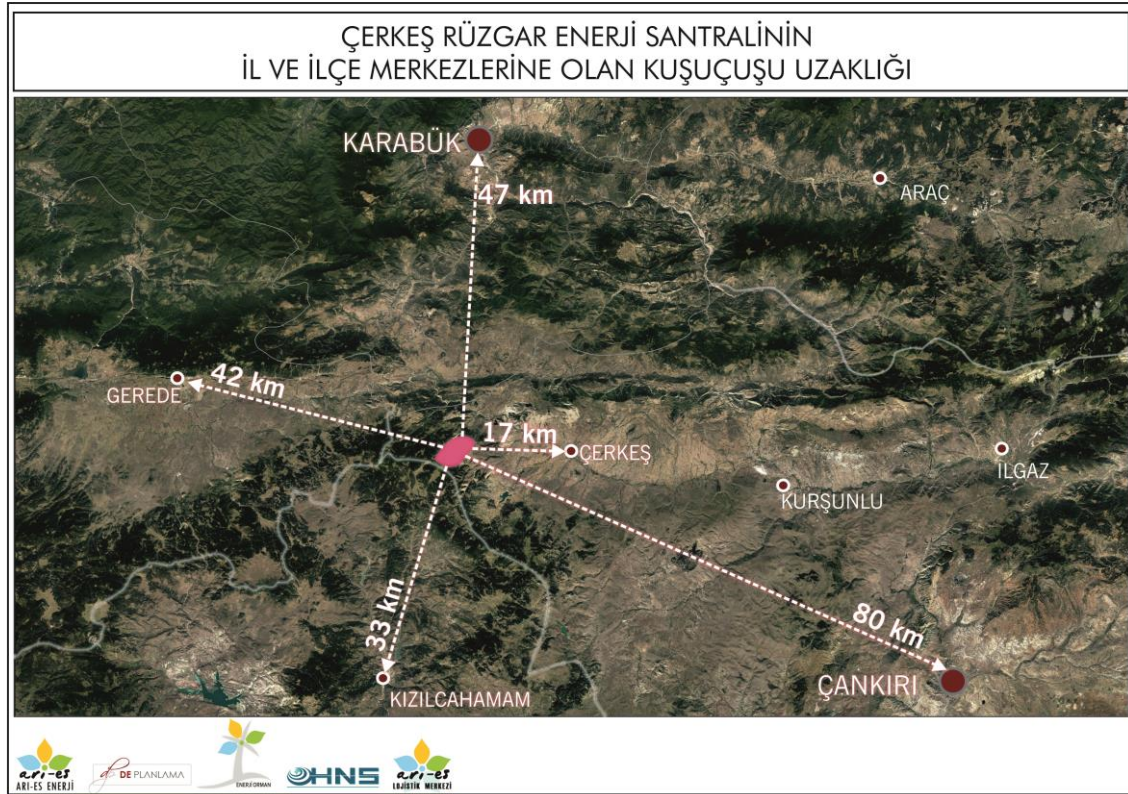 ÇERKEŞ RÜZGAR ENERJİ SANTRALİNİN
İL VE İLÇE MERKEZLERİNE OLAN KUŞUÇUŞU UZAKLIĞI
KARABÜK
47 km
ARAÇ
42 km
GEREDE
17 km
ÇERKEŞ
ILGAZ
KURŞUNLU
33 km
80 km
KIZILCAHAMAM
ÇANKIRI
arı-es
ARI-ES ENERJİ
DE PLANLAMA
ENERJİ ORMAN
HNS
arı-es
LOJİSTİK MERKEZİ